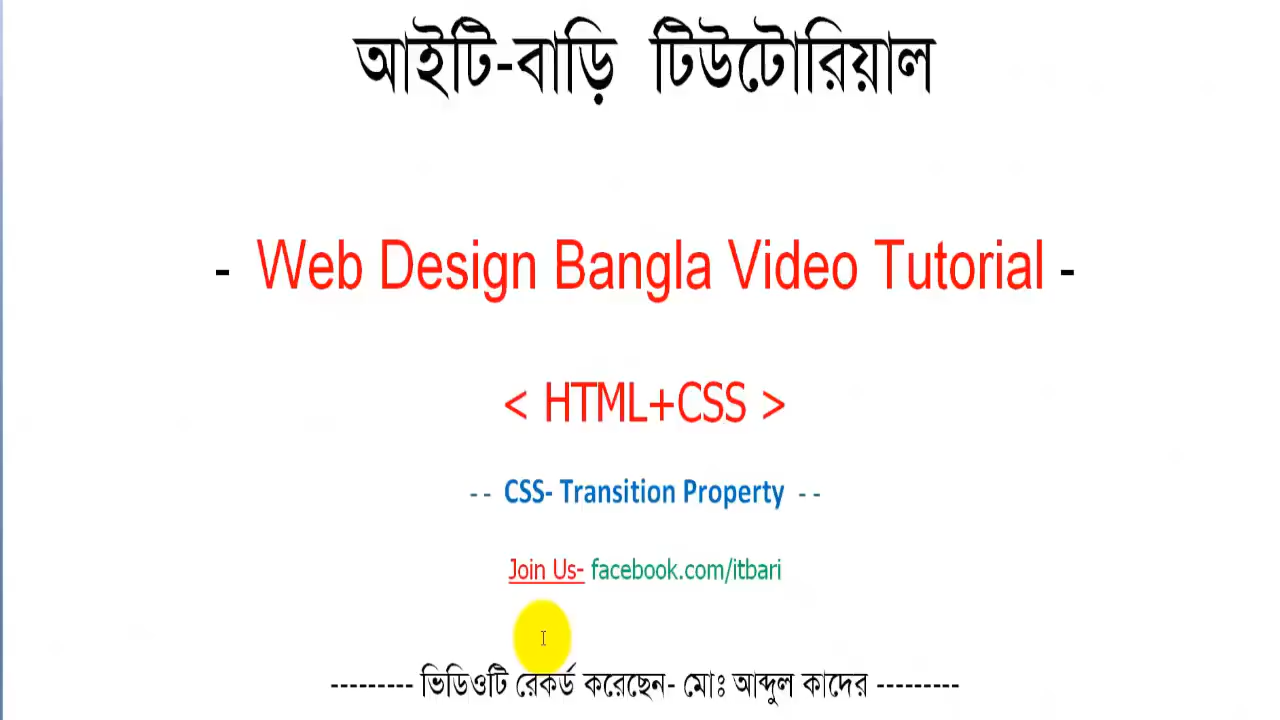 আইটি-বাড়ি টিউটোরিয়াল
- Web Design Bangla Video Tutorial -
< HTML+CSS >
- - CSS- Transition Property - -
Join Us- facebook.com/itbari
--------- ভিডিওটি রেকর্ড করেছেন- মোঃ আব্দুল কাদের ---------